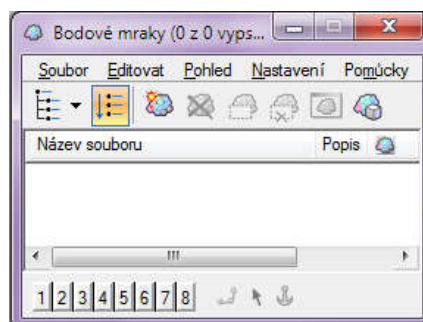 Bodové mraky (0 z 0 vyps...
Soubor Editovat Pohled Nastavení Pomúcky
Název souboru Popis
1 2 3 4 5 6 7 8